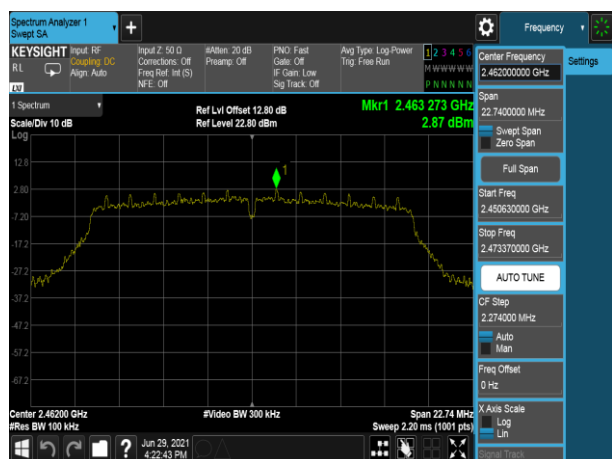 Spectrum Analyzer 1
Swept SA
+
Frequency
KEYSIGHT
RL
LXI
Input: RF
Coupling: DC
Align: Auto
Input Z: 50 Ω
Corrections: Off
Freq Ref: Int (S)
NFE: Off
#Atten: 20 dB
Preamp: Off
PNO: Fast
Gate: Off
IF Gain: Low
Sig Track: Off
Avg Type: Log-Power
Trig: Free Run
1 2 3 4 5 6
M W W W W W
P N N N N N
1 Spectrum
Scale/Div 10 dB
Log
Ref Lvl Offset 12.80 dB
Ref Level 22.80 dBm
Mkr1 2.463 273 GHz
2.87 dBm
1
12.8
2.80
-7.20
-17.2
-27.2
-37.2
-47.2
-57.2
-67.2
Center 2.46200 GHz
#Res BW 100 kHz
#Video BW 300 kHz
Span 22.74 MHz
Sweep 2.20 ms (1001 pts)
?
Jun 29, 2021
4:22:43 PM
Center Frequency
2.462000000 GHz
Span
22.7400000 MHz
Swept Span
Zero Span
Full Span
Start Freq
2.450630000 GHz
Stop Freq
2.473370000 GHz
AUTO TUNE
CF Step
2.274000 MHz
Auto
Man
Freq Offset
0 Hz
X Axis Scale
Log
Lin
Signal Track
Settings